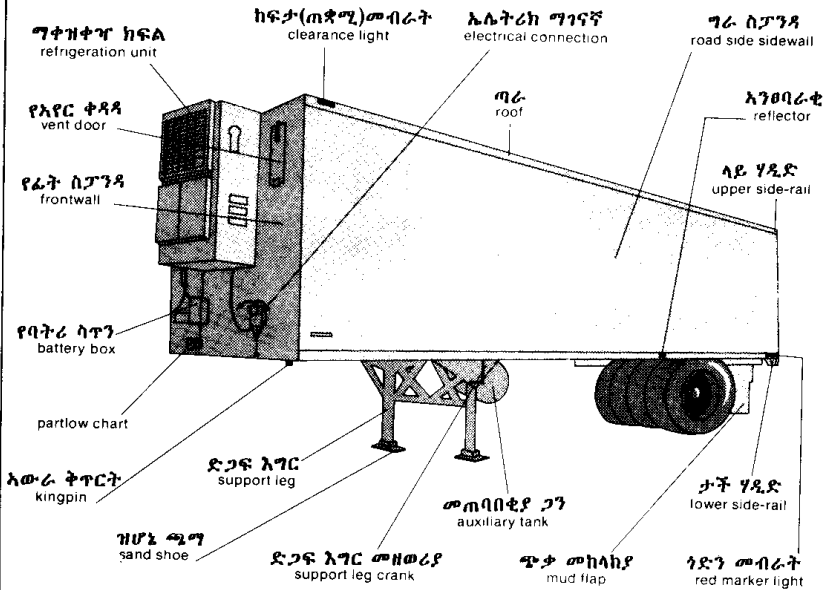 ማቀዝቀዣ ክፍል
refrigeration unit
ከፍታ(ጠቋሚ)መብራት
clearance light
ኤሌትሪክ ማገናኛ
electrical connection
ግራ ስፓንዳ
road side sidewall
የአየር ቀዳዳ
vent door
ጣራ
roof
አንፀባራቂ
reflector
የፊት ስፓንዳ
frontwall
ላይ ሃዲድ
upper side-rail
የባትሪ ሳጥን
battery box
partlow chart
አውራ ቅጥርት
kingpin
ድጋፍ እግር
support leg
መጠባበቂያ ጋን
auxiliary tank
ታች ሃዲድ
lower side-rail
ዝሆኔ ጫማ
sand shoe
ድጋፍ እግር መዘወሪያ
support leg crank
ጭቃ መከላከያ
mud flap
ጎድን መብራት
red marker light